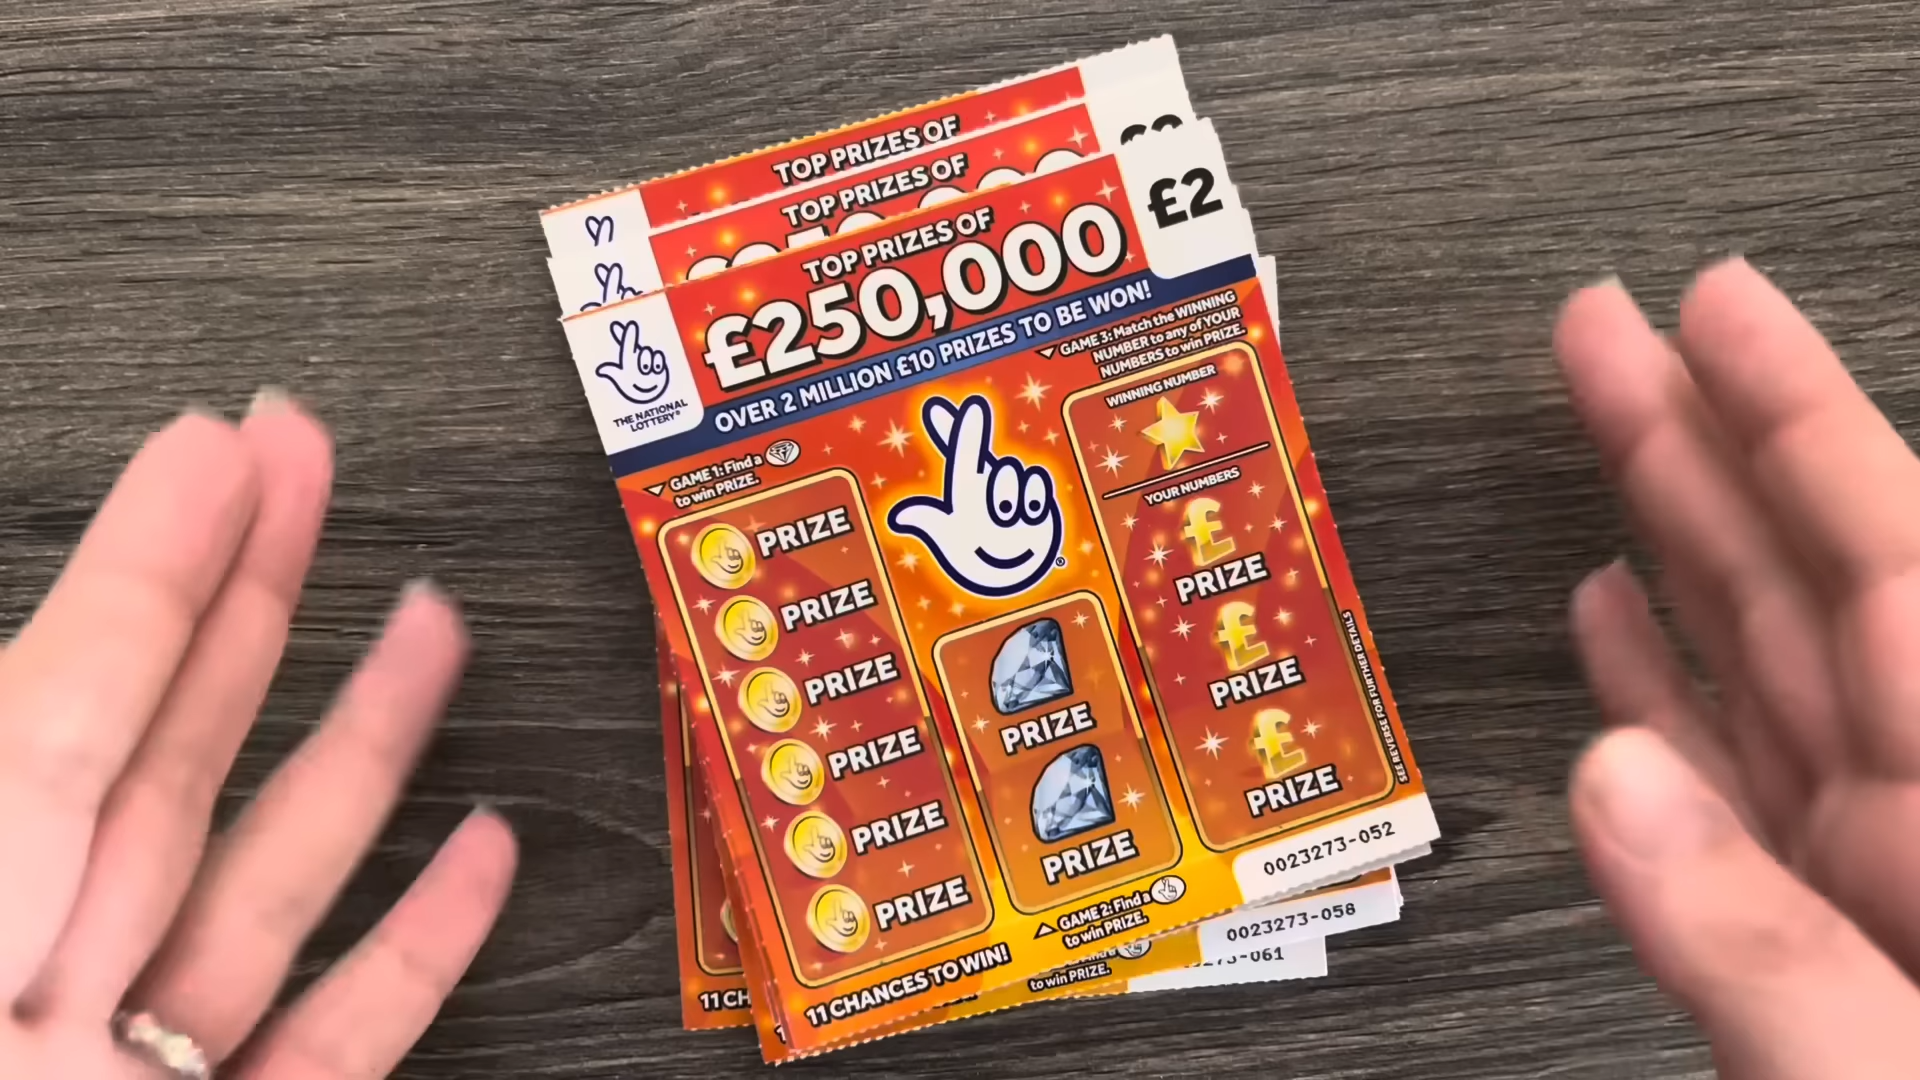 TOP PRIZES OF
TOP PRIZES OF
£2
TOP PRIZES OF
£250,000
OVER 2 MILLION £10 PRIZES TO BE WON!
THE NATIONAL
LOTTERY®
GAME 1: Find a
to win PRIZE.
PRIZE
PRIZE
PRIZE
PRIZE
PRIZE
PRIZE
PRIZE
PRIZE
GAME 2: Find a
to win PRIZE.
GAME 3: Match the WINNING
NUMBER to any of YOUR
NUMBERS to win PRIZE.
WINNING NUMBER
YOUR NUMBERS
£
PRIZE
£
PRIZE
£
PRIZE
SEE REVERSE FOR FURTHER DETAILS
0023273-052
11 CHANCES TO WIN!
0023273-058
-061
to win PRIZE.
11 CH